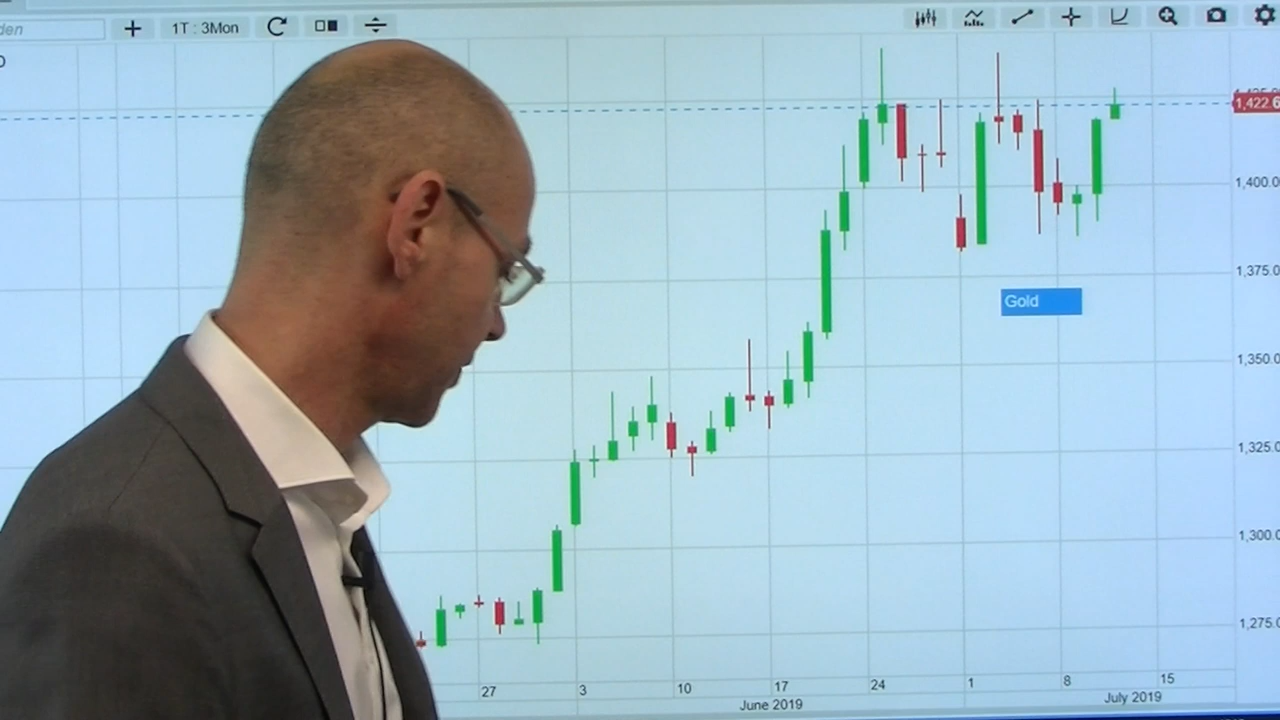 den
1T : 3Mon
1,422.6
1,400.0
1,375.0
Gold
1,350.0
1,325.0
1,300.0
1,275.0
27 3 10 17 24 1 8 15
June 2019 July 2019